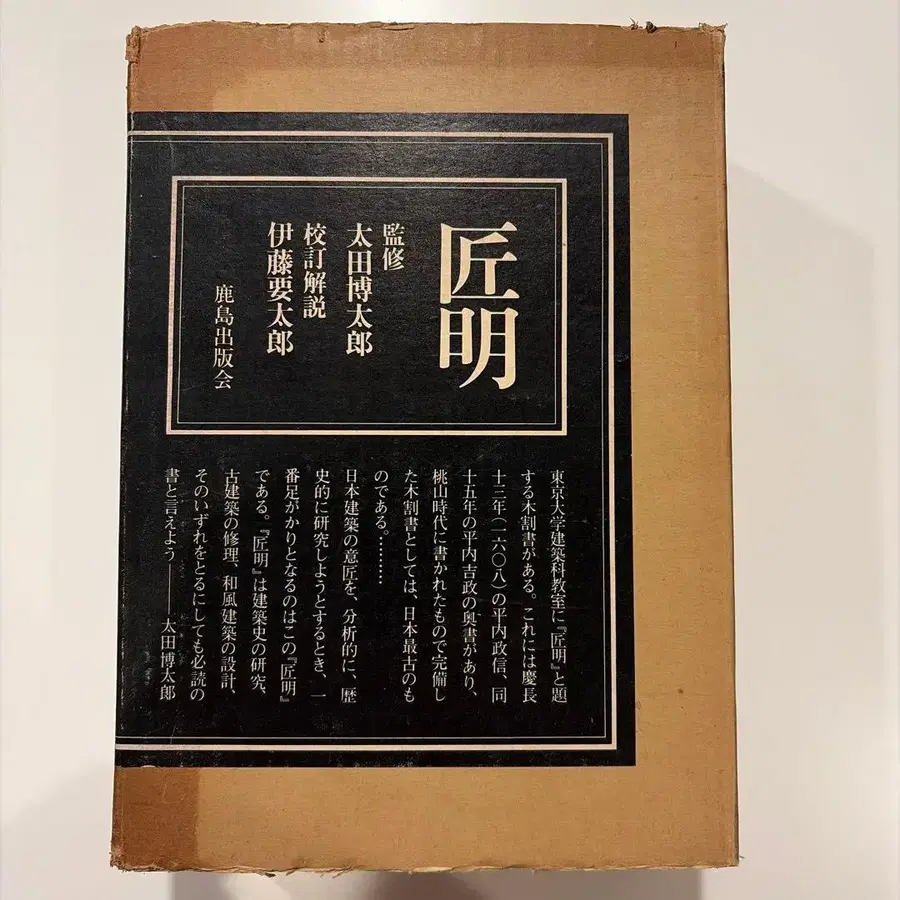 匠明
監修
太田博太郎
校訂解説
伊藤要太郎
鹿島出版会
東京大学建築科教室に『匠明』と題
する木割書がある。これには慶長
十三年(一六〇八)の平内政信、同
十五年の平内吉政の奥書があり、
桃山時代に書かれたもので完備し
た木割書としては、日本最古のも
のである。…………
日本建築の意匠を、分析的に、歴
史的に研究しようとするとき、一
番足がかりとなるのはこの『匠明』
である。『匠明』は建築史の研究、
古建築の修理、和風建築の設計、
そのいずれをとるにしても必読の
書と言えよう――太田博太郎